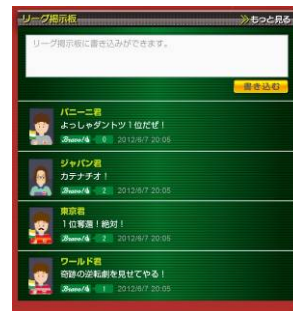 リーグ掲示板
もっと見る
リーグ掲示板に書き込みができます。
書き込む
パニーニ君
よっしゃダントツ1位だぜ！
Bravo! 0 2012/6/7 20:05
ジャパン君
カテナチオ！
Bravo! 2 2012/6/7 20:05
東京君
1位奪還！絶対！
Bravo! 2 2012/6/7 20:05
ワールド君
奇跡の逆転劇を見せてやる！
Bravo! 1 2012/6/7 20:05